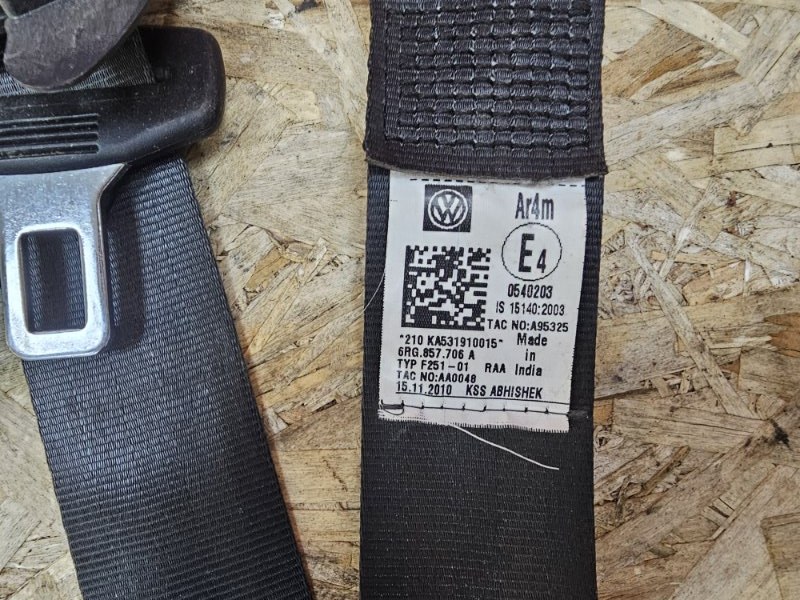 VW
Ar4m
E4
0540203
IS 15140:2003
TAC NO:A95325
*210 KA531910015*
Made in India
6RG.857.706 A
TYP F251-01 RAA
TAC NO:AA0048
15.11.2010 KSS ABHISHEK